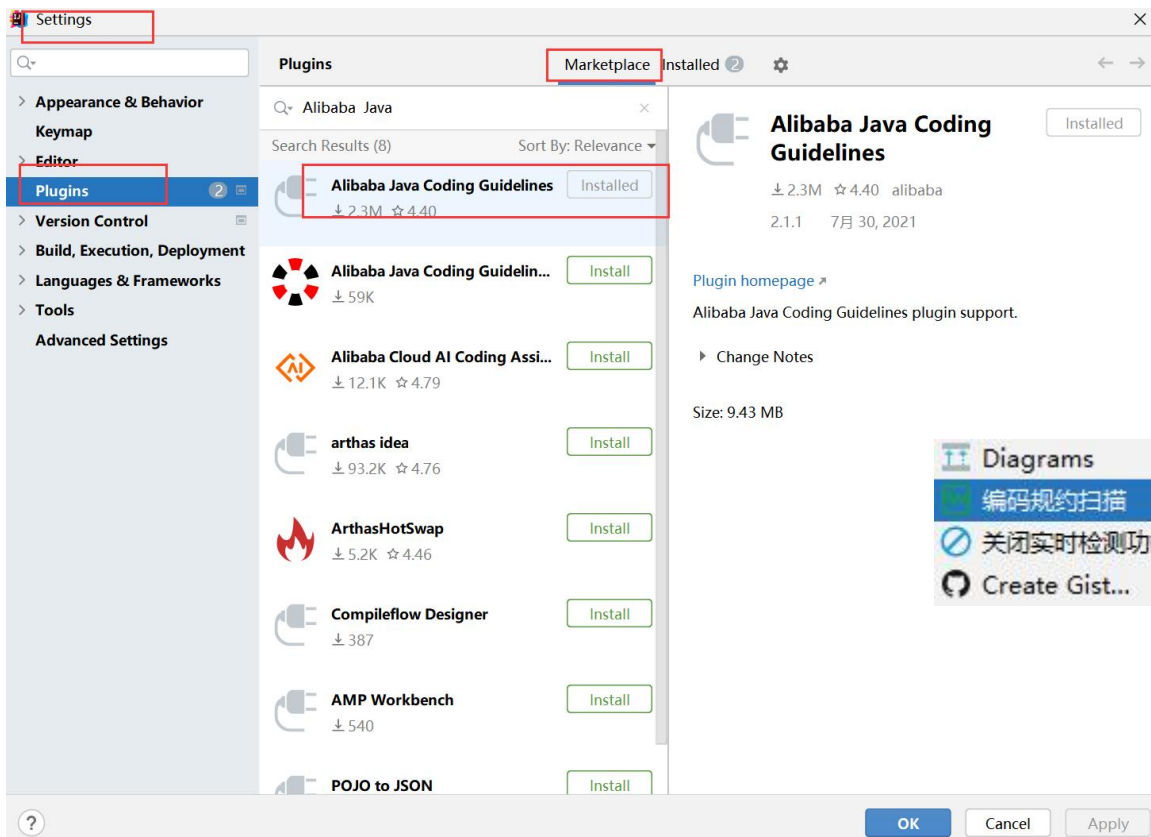 Settings
Plugins
Marketplace
Installed 2
Appearance & Behavior
Keymap
Editor
Plugins 2
Version Control
Build, Execution, Deployment
Languages & Frameworks
Tools
Advanced Settings
Alibaba Java
Search Results (8) Sort By: Relevance
Alibaba Java Coding Guidelines Installed
2.3M 4.40
Alibaba Java Coding Guidelin... Install
59K
Alibaba Cloud AI Coding Assi... Install
12.1K 4.79
arthas idea Install
93.2K 4.76
ArthasHotSwap Install
5.2K 4.46
Compileflow Designer Install
387
AMP Workbench Install
540
POJO to JSON Install
Alibaba Java Coding
Guidelines
Installed
2.3M 4.40 alibaba
2.1.1 7月 30, 2021
Plugin homepage
Alibaba Java Coding Guidelines plugin support.
Change Notes
Size: 9.43 MB
Diagrams
编码规约扫描
关闭实时检测功
Create Gist...
?
OK Cancel Apply